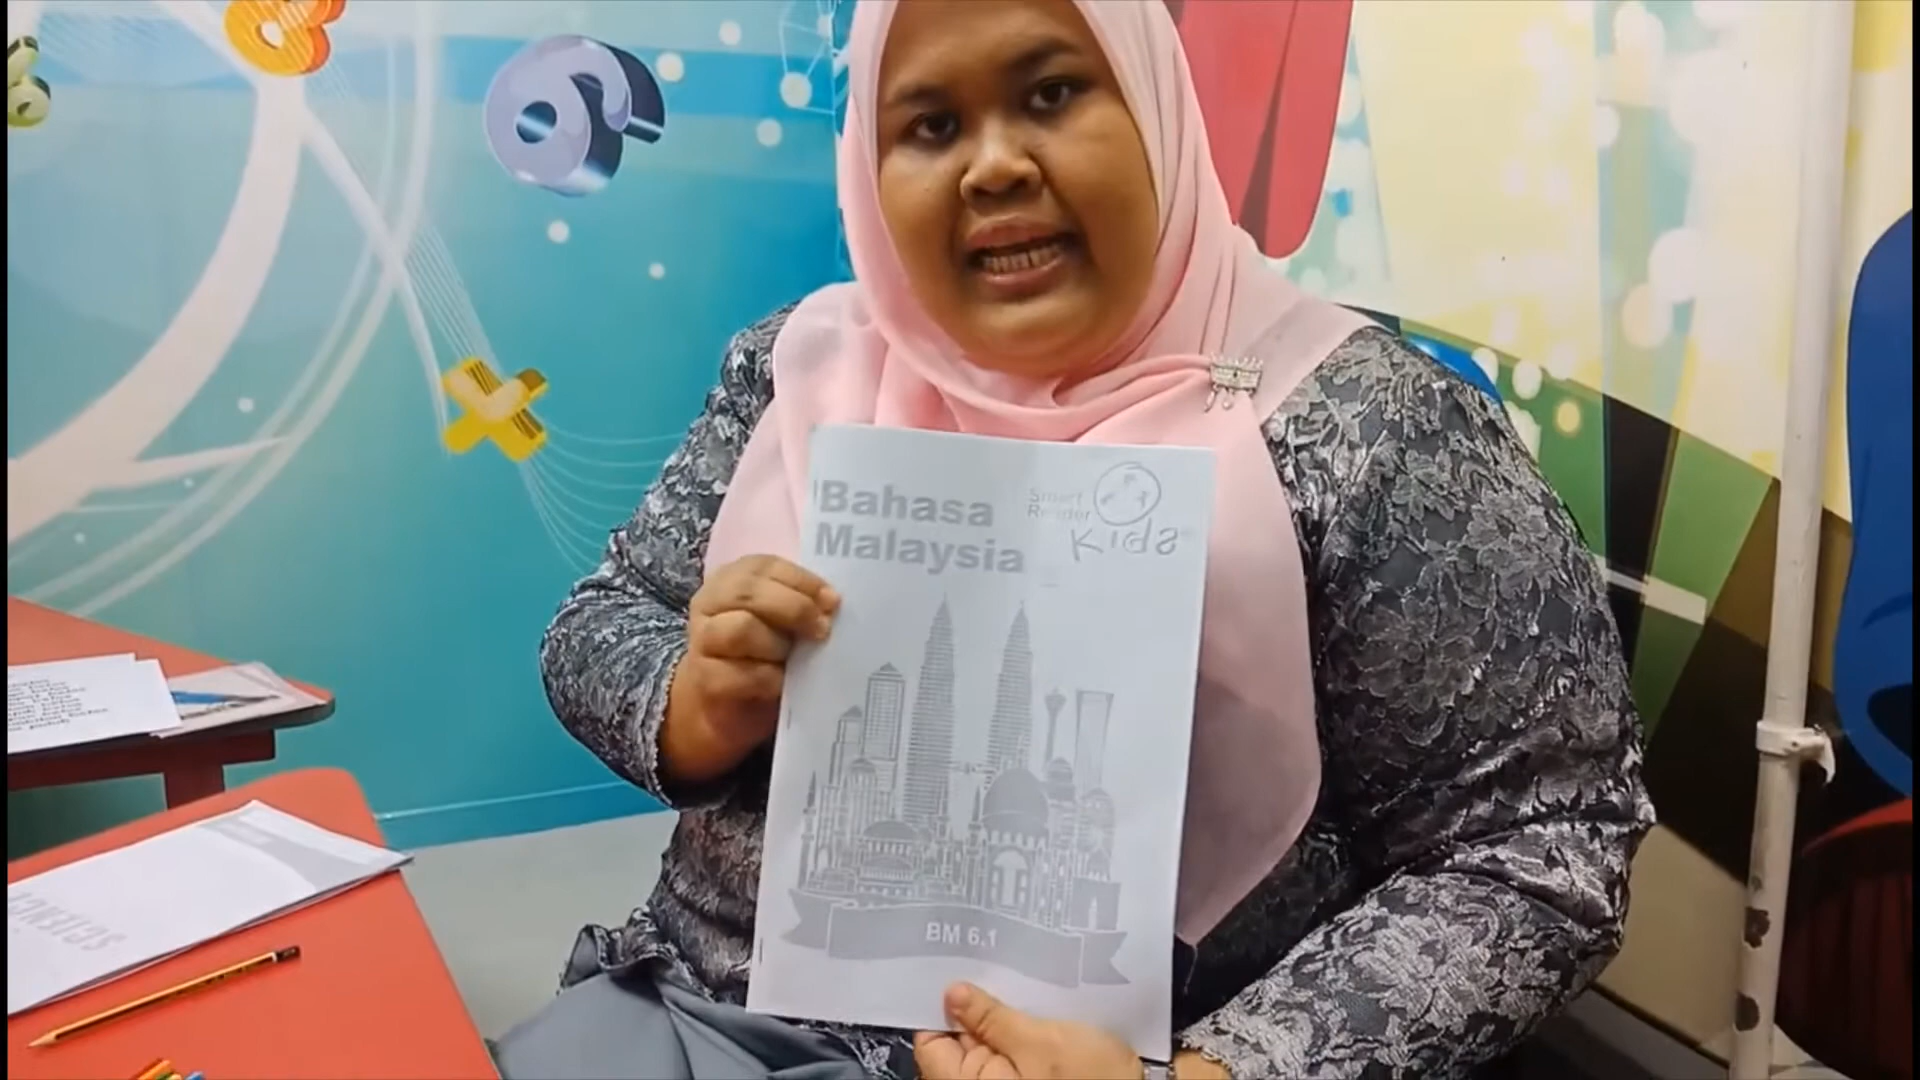 Bahasa
Malaysia
Smart
Reader
Kids
BM 6.1
SCIENCE